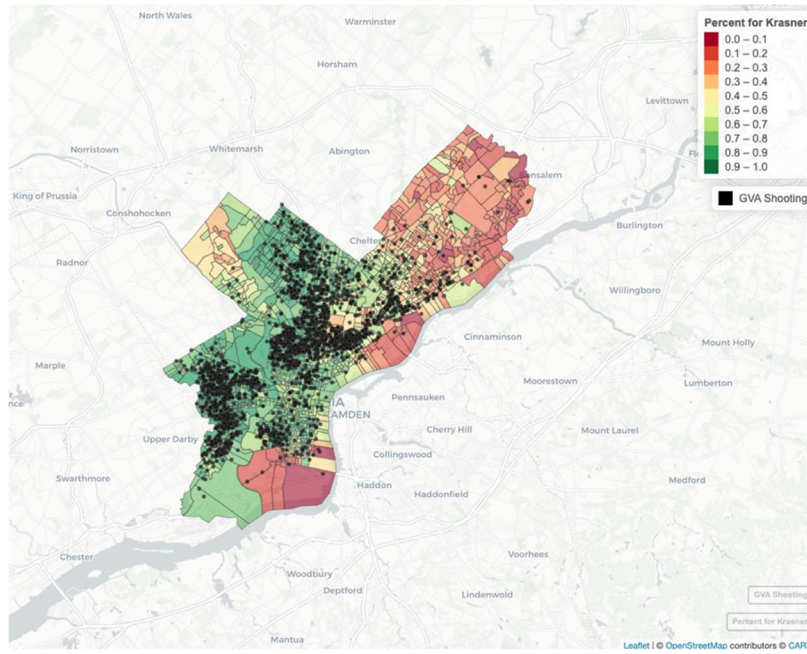 North Wales
Warminster
Percent for Krasner
0.0 – 0.1
0.1 – 0.2
0.2 – 0.3
0.3 – 0.4
0.4 – 0.5
0.5 – 0.6
0.6 – 0.7
0.7 – 0.8
0.8 – 0.9
0.9 – 1.0
Horsham
Levittown
Norristown
Whitemarsh
Abington
Bensalem
King of Prussia
GVA Shooting
Conshohocken
Burlington
Radnor
Chelten
Willingboro
Cinnaminson
Mount Holly
Marple
Moorestown
Lumberton
Pennsauken
IA
AMDEN
Upper Darby
Cherry Hill
Mount Laurel
Collingswood
Swarthmore
Haddon
Haddonfield
Medford
Chester
Voorhees
Woodbury
Deptford
Lindenwold
GVA Shooting
Percent for Krasner
Mantua
Leaflet | © OpenStreetMap contributors © CAR